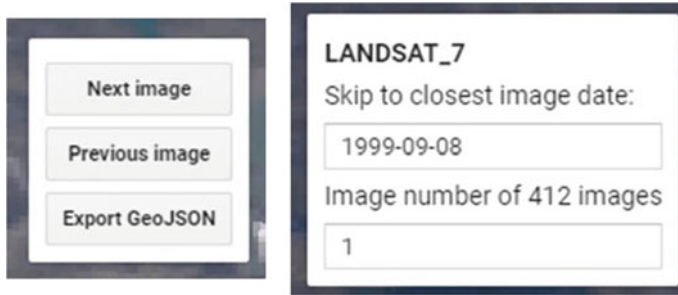 Next image
Previous image
Export GeoJSON
LANDSAT_7
Skip to closest image date:
1999-09-08
Image number of 412 images
1